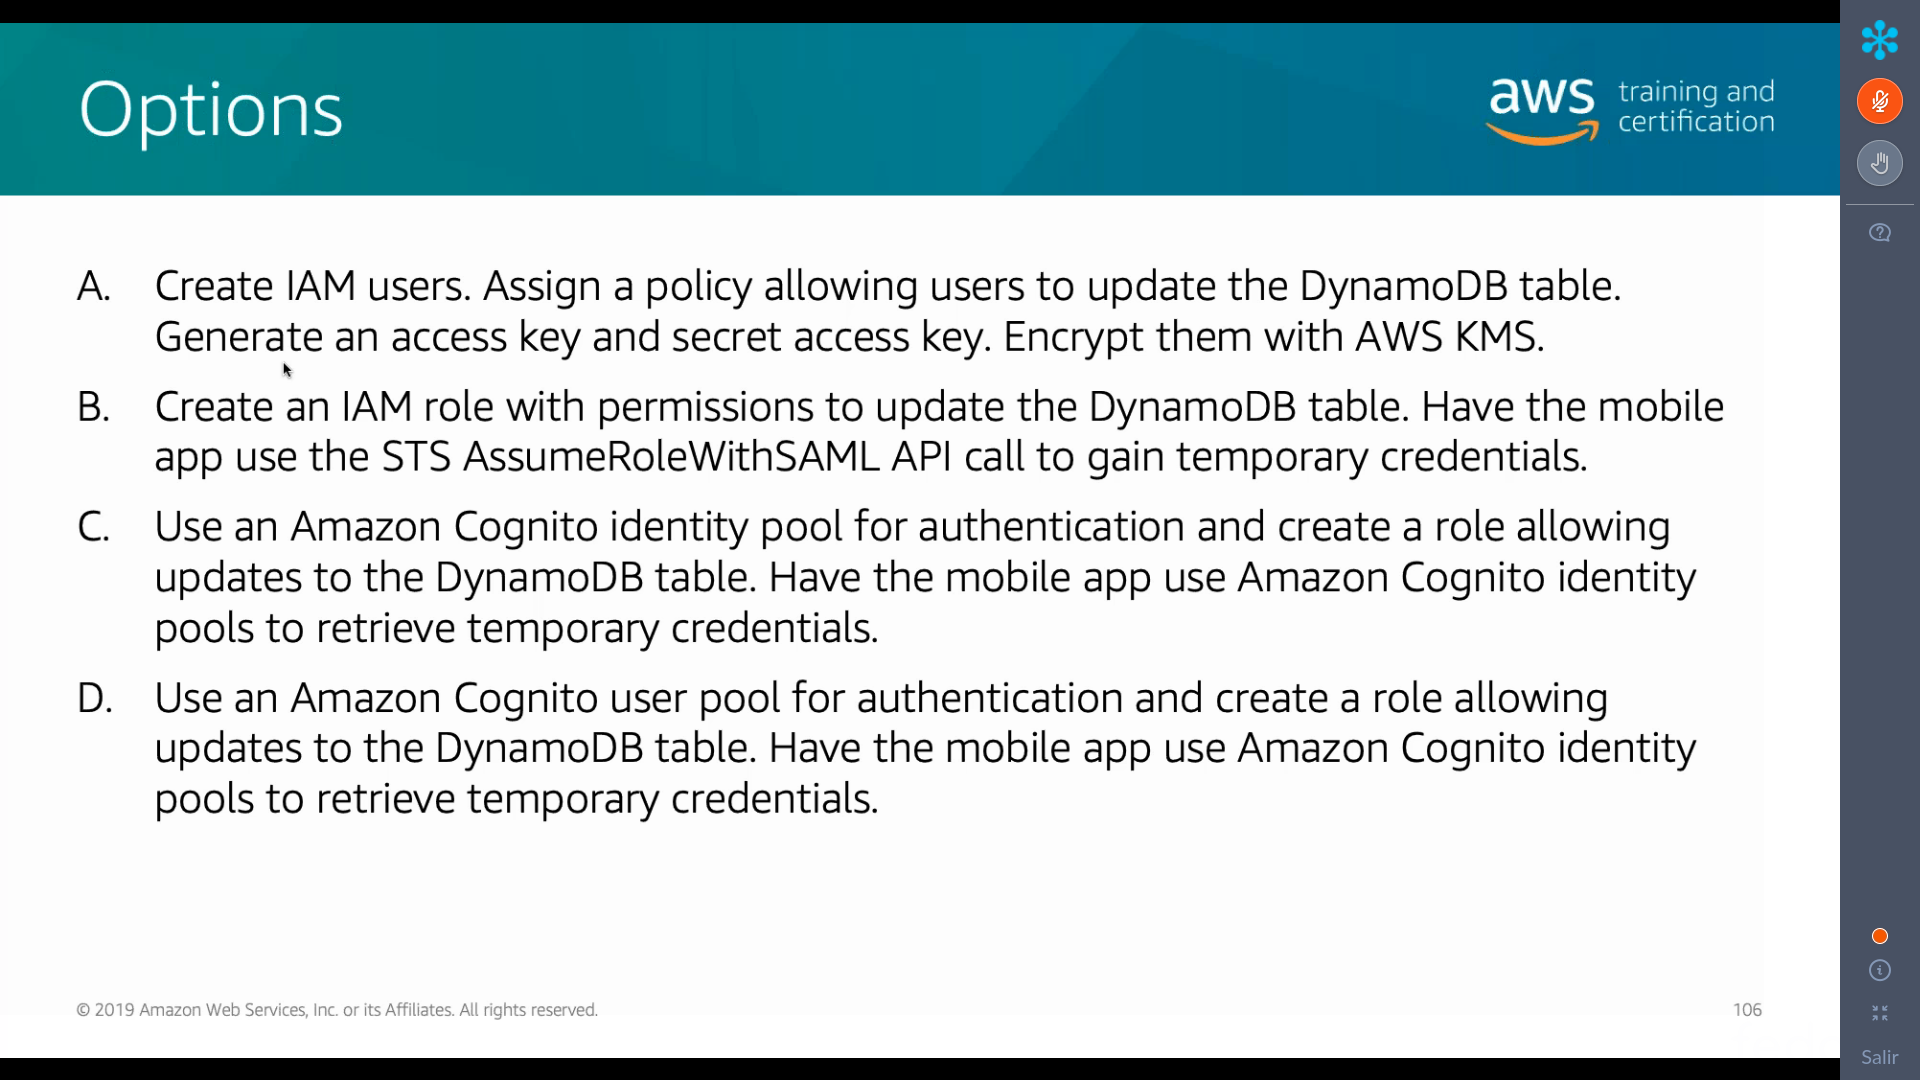 Options
aws training and
certification
A. Create IAM users. Assign a policy allowing users to update the DynamoDB table.
Generate an access key and secret access key. Encrypt them with AWS KMS.
B. Create an IAM role with permissions to update the DynamoDB table. Have the mobile
app use the STS AssumeRoleWithSAML API call to gain temporary credentials.
C. Use an Amazon Cognito identity pool for authentication and create a role allowing
updates to the DynamoDB table. Have the mobile app use Amazon Cognito identity
pools to retrieve temporary credentials.
D. Use an Amazon Cognito user pool for authentication and create a role allowing
updates to the DynamoDB table. Have the mobile app use Amazon Cognito identity
pools to retrieve temporary credentials.
© 2019 Amazon Web Services, Inc. or its Affiliates. All rights reserved.
106
Salir